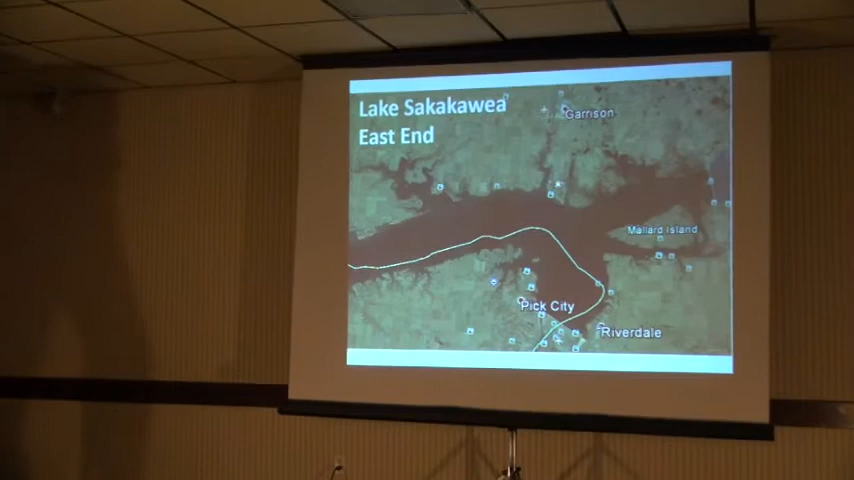 Lake Sakakawea
East End
Garrison
Mallard Island
Pick City
Riverdale